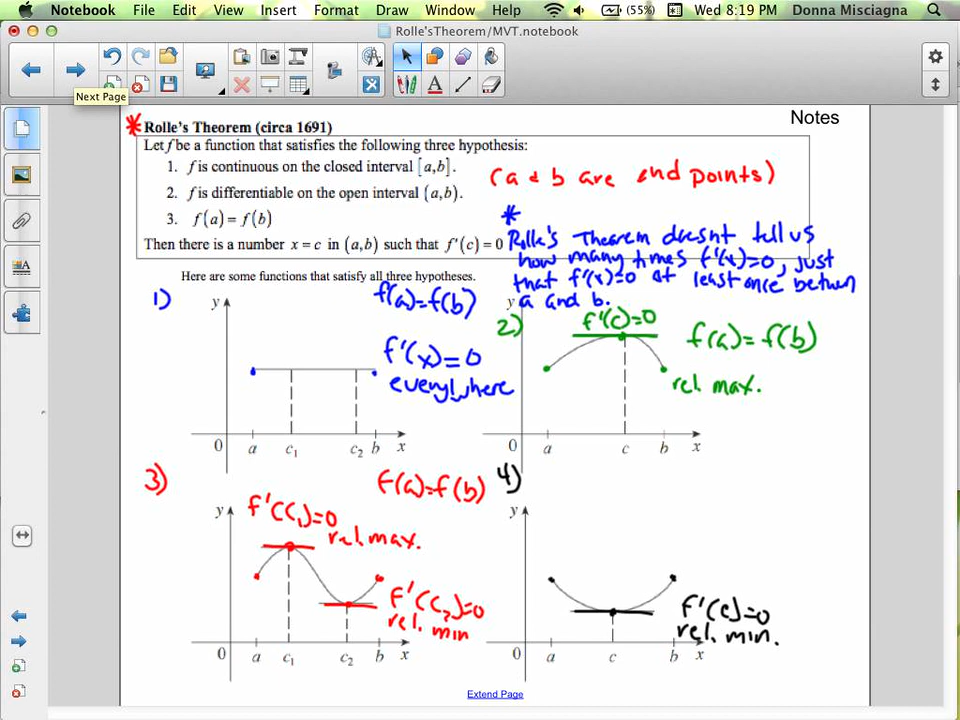 Notebook File Edit View Insert Format Draw Window Help (55%) Wed 8:19 PM Donna Misciagna
Rolle'sTheorem/MVT.notebook
Next Page
Notes
* Rolle's Theorem (circa 1691)
Let f be a function that satisfies the following three hypothesis:
1. f is continuous on the closed interval [a,b].
2. f is differentiable on the open interval (a,b).
3. f(a) = f(b)
Then there is a number x = c in (a,b) such that f'(c) = 0
(a + b are end points)
*
Rolle's Theorem doesnt tell us
how many times f'(x)=0, just
that f'(x)=0 at least once betwen
a and b.
Here are some functions that satisfy all three hypotheses.
1)
f(a)=f(b)
y
f'(x)=0
everywhere
0 a c₁ c₂ b x
2)
y
f'(c)=0
f(a)=f(b)
rel. max.
0 a c b x
3)
f(a)=f(b)
y
f'(c₁)=0
rel. max.
f'(c₂)=0
rel. min
0 a c₁ c₂ b x
4)
y
f'(c)=0
rel. min.
0 a c b x
Extend Page